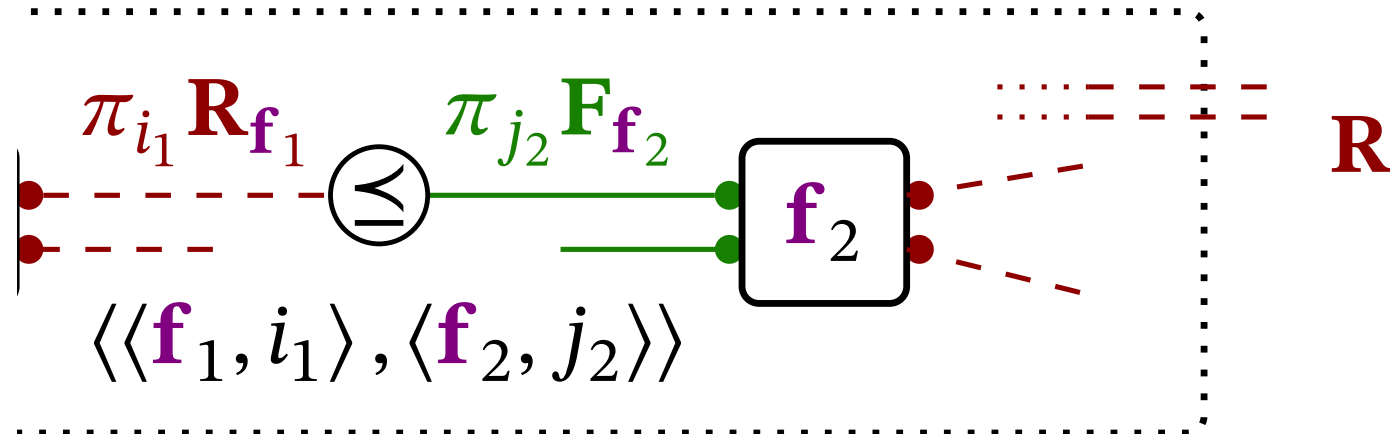 π_{i_1} R_{f_1} π_{j_2} F_{f_2}
R
⪯
f_2
⟨⟨f_1, i_1⟩, ⟨f_2, j_2⟩⟩